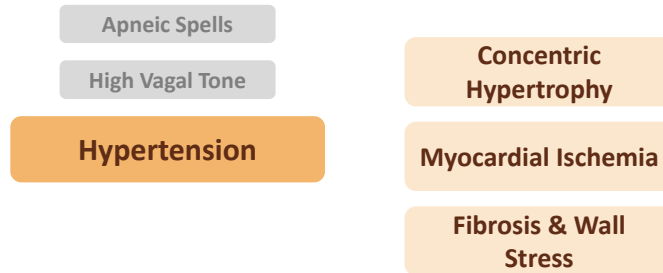 Apneic Spells
High Vagal Tone
Hypertension
Concentric
Hypertrophy
Myocardial Ischemia
Fibrosis & Wall
Stress